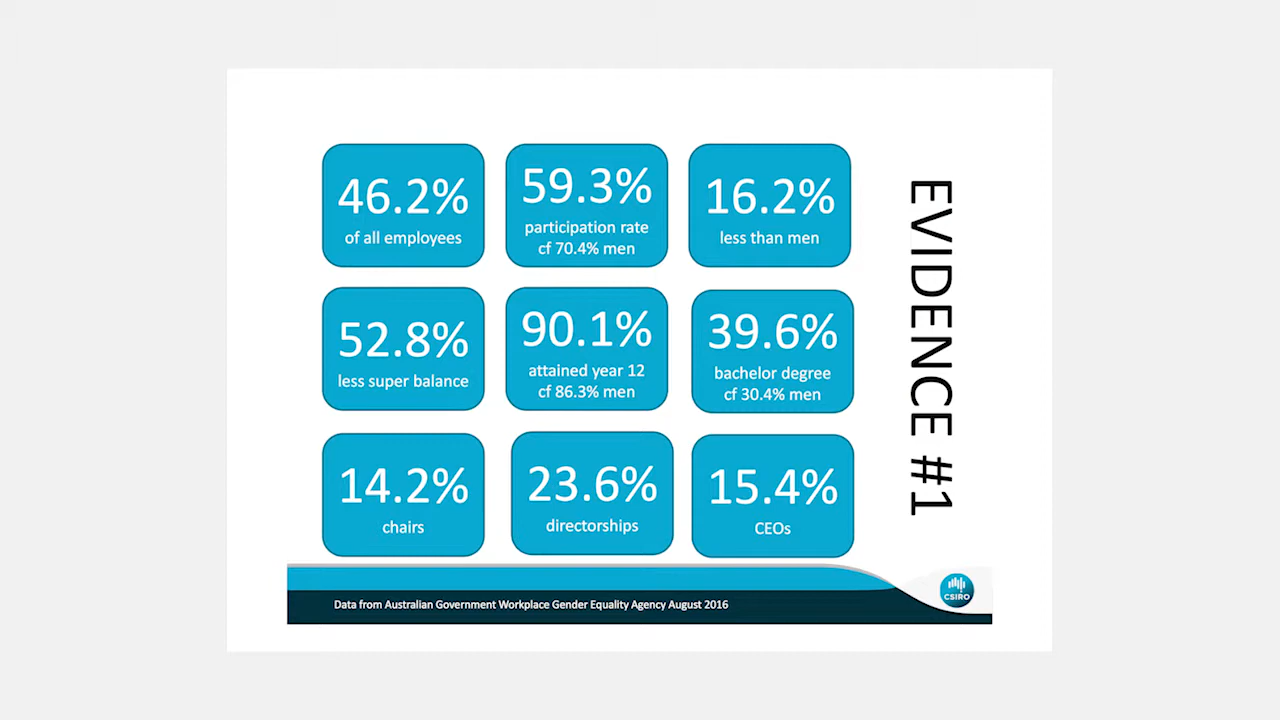 46.2%
of all employees
59.3%
participation rate
cf 70.4% men
16.2%
less than men
52.8%
less super balance
90.1%
attained year 12
cf 86.3% men
39.6%
bachelor degree
cf 30.4% men
14.2%
chairs
23.6%
directorships
15.4%
CEOs
EVIDENCE #1
Data from Australian Government Workplace Gender Equality Agency August 2016
CSIRO